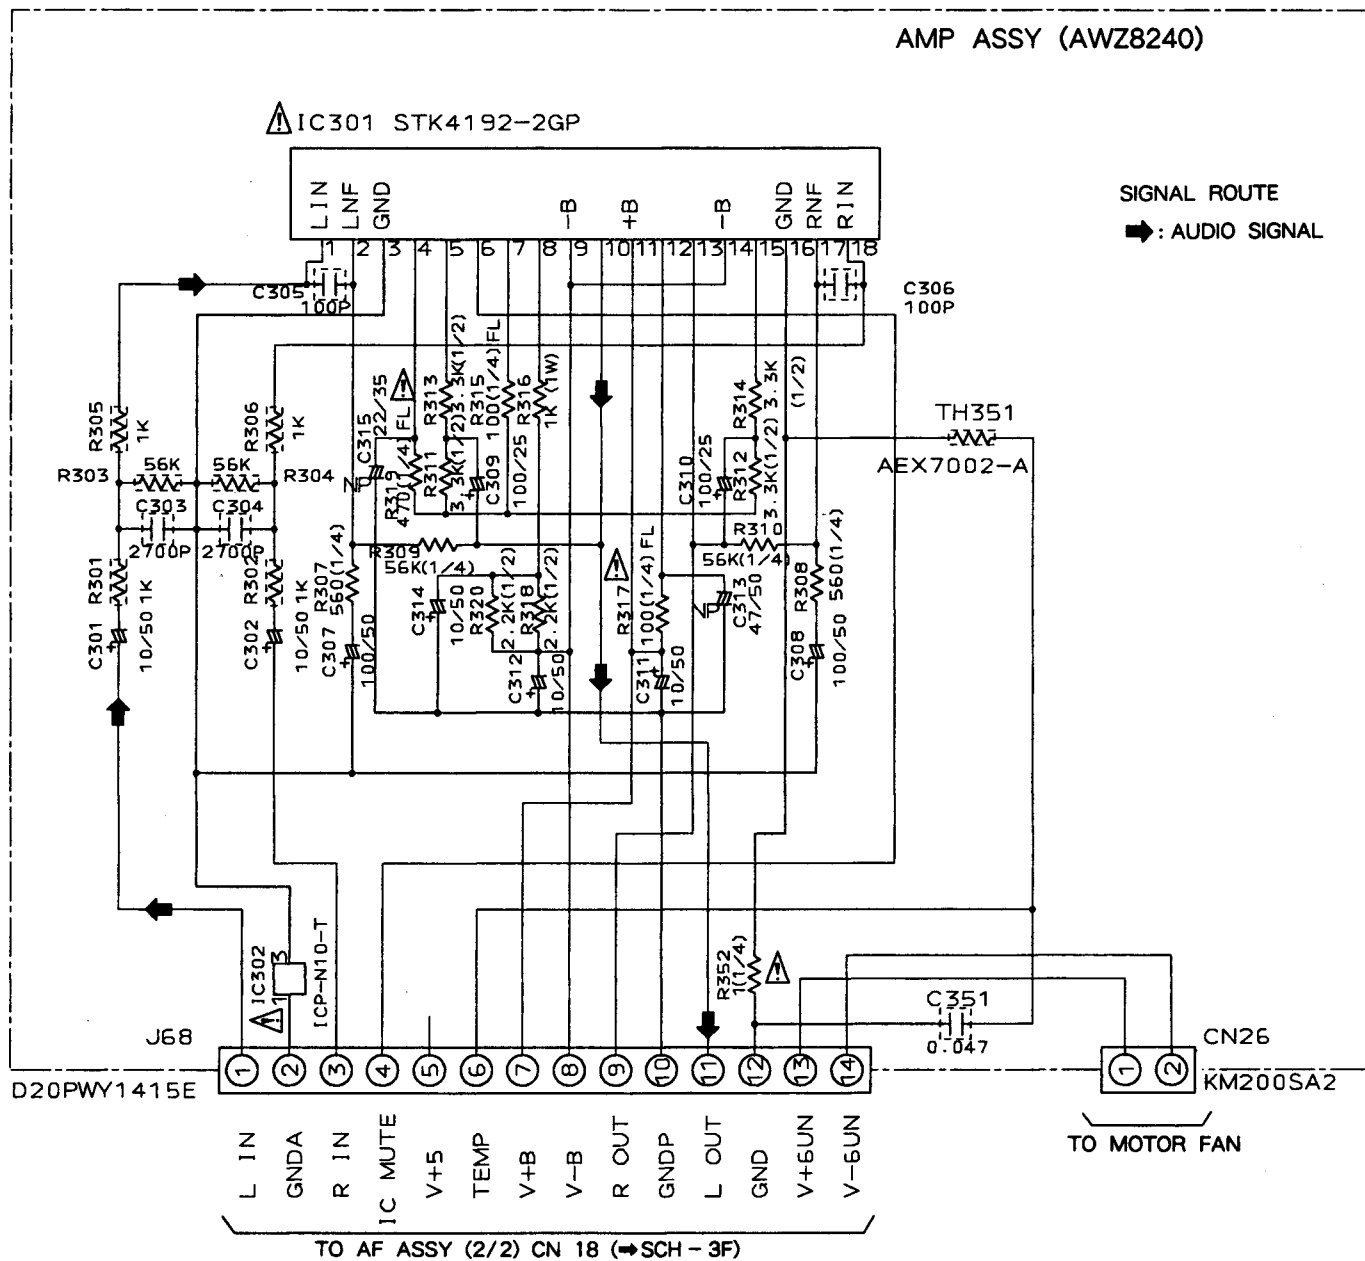 AMP ASSY (AWZ8240)
⚠ IC301 STK4192-2GP
LIN
LNF
GND
-B
+B
-B
GND
RNF
RIN
1 2 3 4 5 6 7 8 9 10 11 12 13 14 15 16 17 18
SIGNAL ROUTE
➡ : AUDIO SIGNAL
C305
100P
C306
100P
R305
1K
R306
1K
R303
56K
56K
R304
C303
2700P
C304
2700P
R301
1K
R302
1K
C301
10/50
C302
10/50
R307
560(1/4)
C307
100/50
C315
22/35
NP
R319
470(1/4)FL
R313
3.3K(1/2)
R311
3.3K(1/2)
R315
100(1/4)FL
C309
100/25
R316
1K(1W)
R309
56K(1/4)
C314
10/50
R320
2.2K(1/2)
R318
2.2K(1/2)
C312
10/50
R317
100(1/4)FL
C311
10/50
C310
100/25
R314
3.3K
(1/2)
R312
3.3K(1/2)
R310
56K(1/4)
NP
C313
47/50
R308
560(1/4)
C308
100/50
TH351
AEX7002-A
IC302
1
3
ICP-N10-T
R352
1(1/4)
C351
0.047
J68
D20PWY1415E
1 2 3 4 5 6 7 8 9 10 11 12 13 14
L IN
GNDA
R IN
IC MUTE
V+5
TEMP
V+B
V-B
R OUT
GNDP
L OUT
GND
V+6UN
V-6UN
TO AF ASSY (2/2) CN 18 (➡SCH-3F)
CN26
1 2
KM200SA2
TO MOTOR FAN